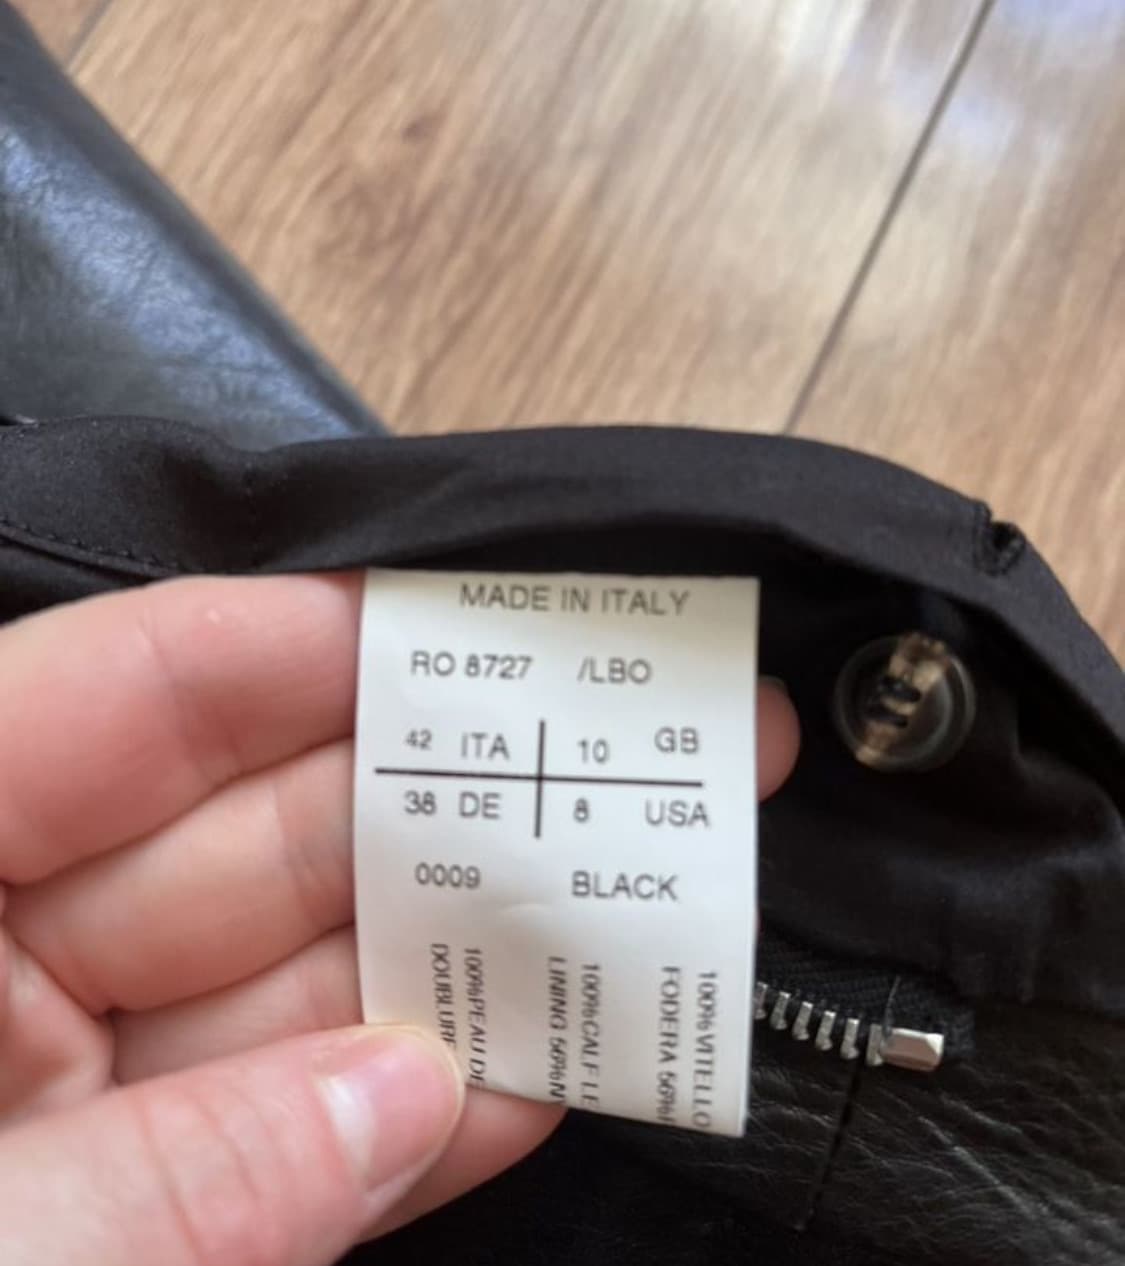 MADE IN ITALY
RO 8727 /LBO
42 ITA 10 GB
38 DE 8 USA
0009 BLACK
100%VITELLO
FODERA 56%
100%CALF LE
LINING 56%N
100%PEAU DE
DOUBLURE